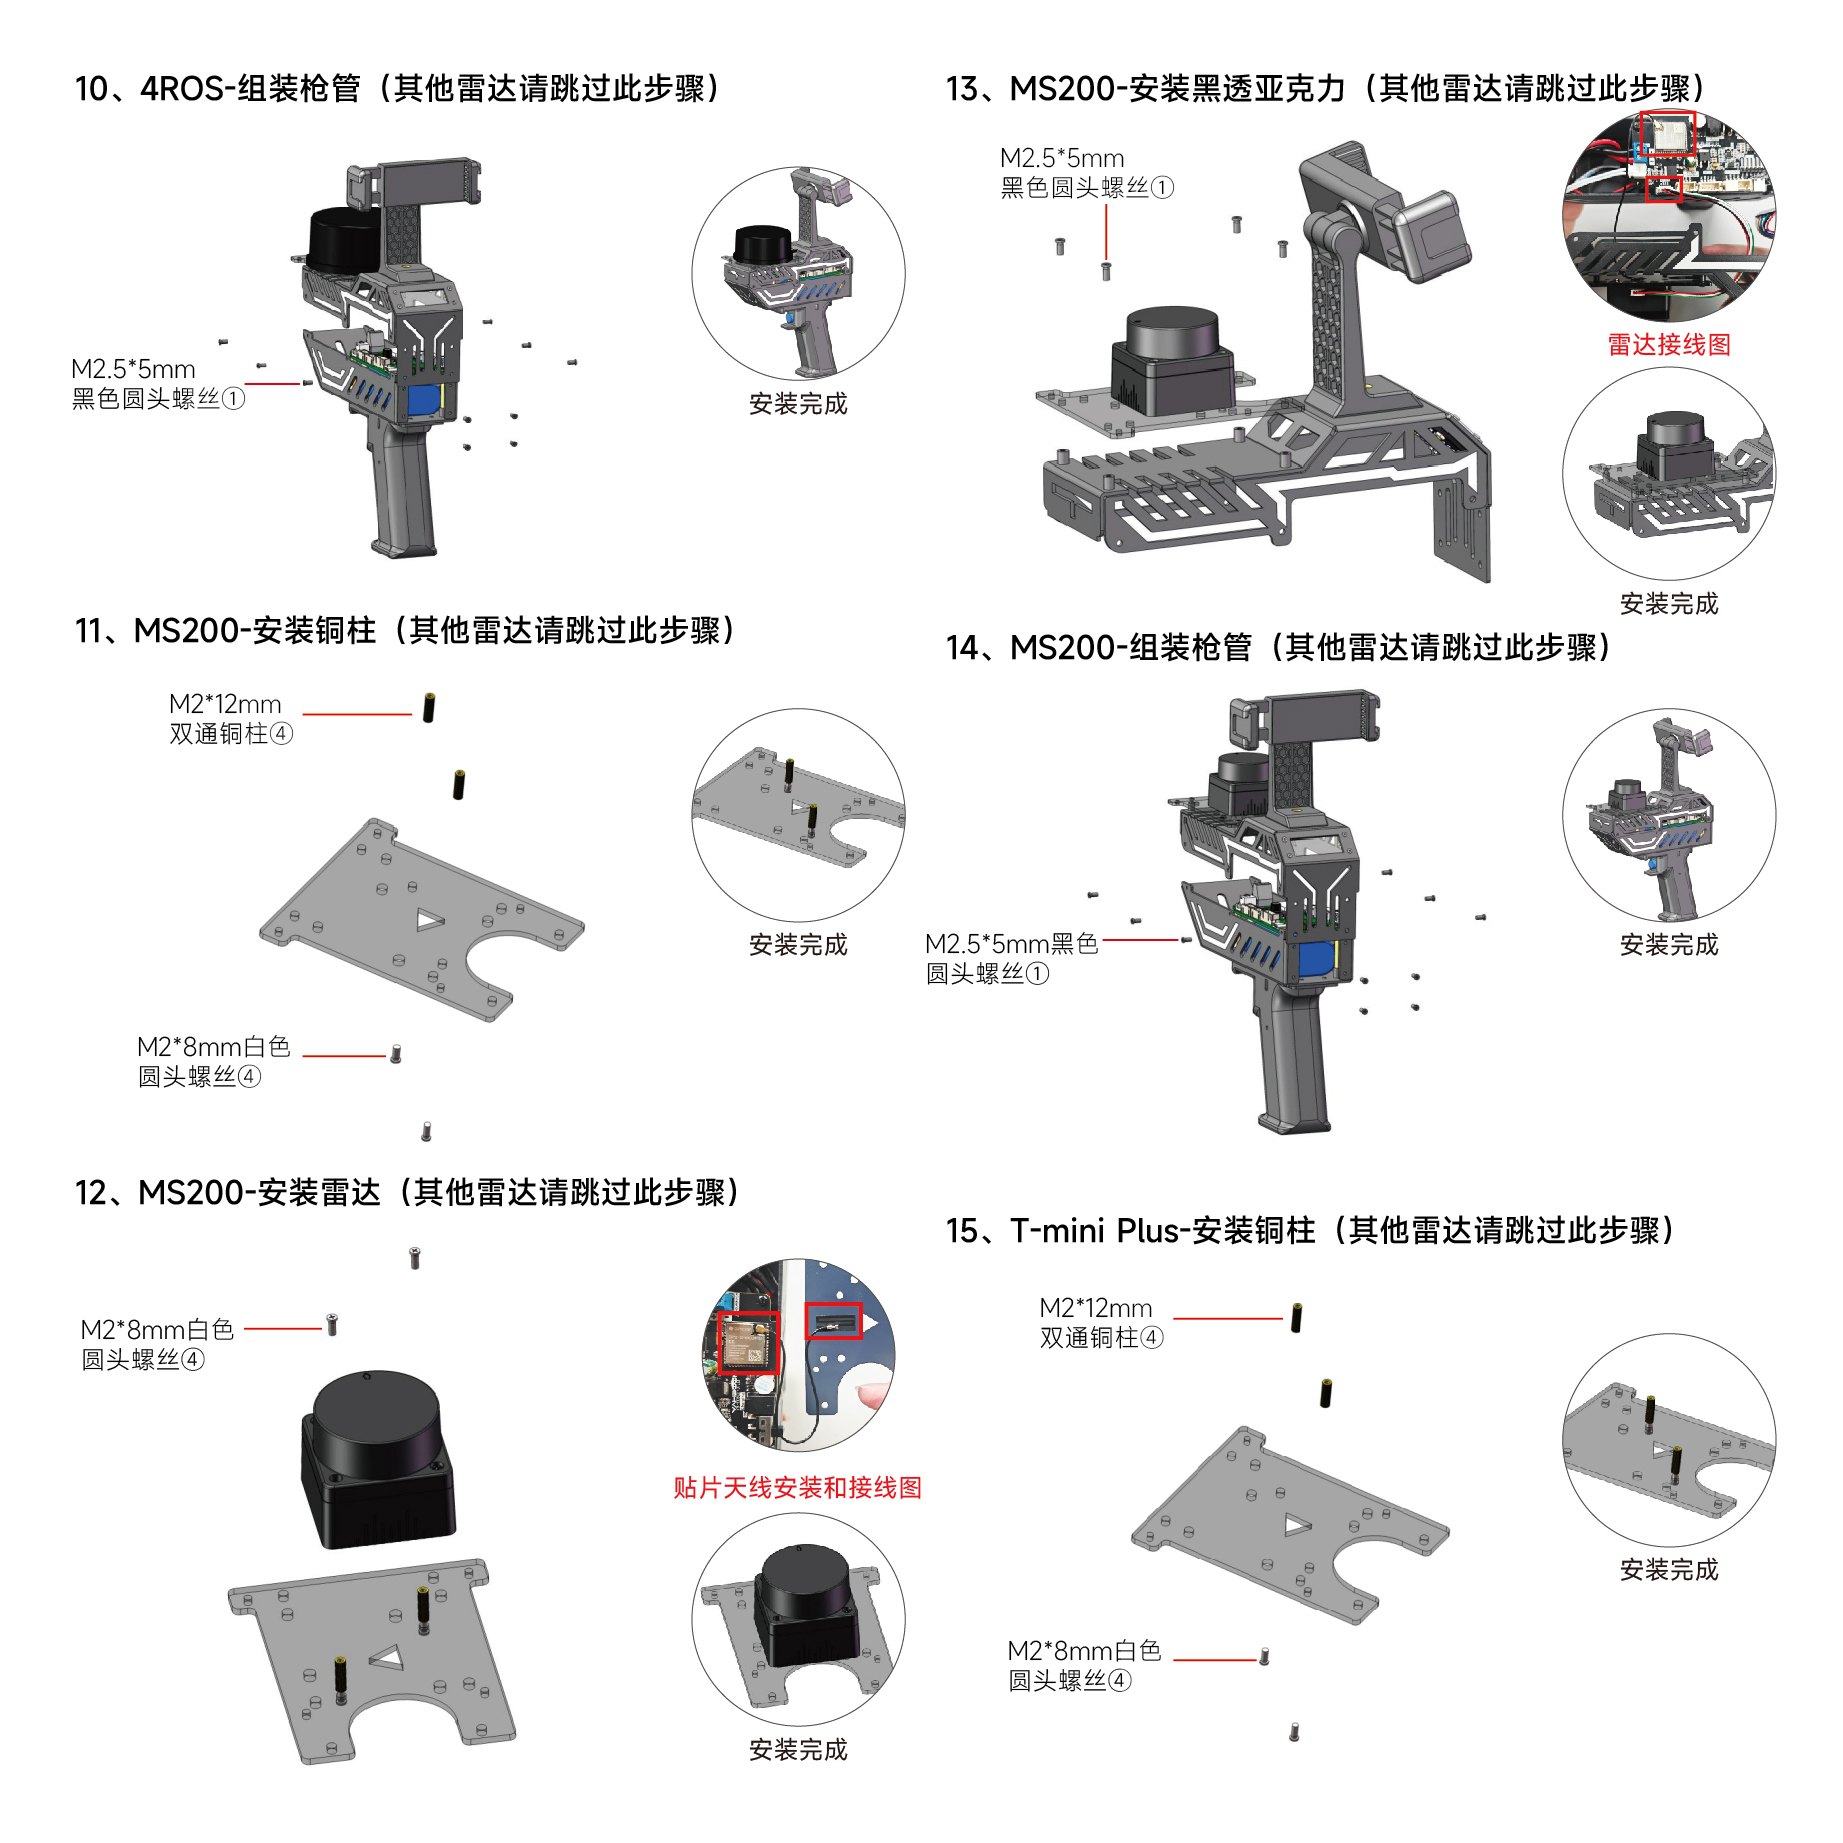 10、4ROS-组装枪管（其他雷达请跳过此步骤）
M2.5*5mm
黑色圆头螺丝①
安装完成
11、MS200-安装铜柱（其他雷达请跳过此步骤）
M2*12mm
双通铜柱④
安装完成
M2*8mm白色
圆头螺丝④
12、MS200-安装雷达（其他雷达请跳过此步骤）
M2*8mm白色
圆头螺丝④
贴片天线安装和接线图
安装完成
13、MS200-安装黑透亚克力（其他雷达请跳过此步骤）
M2.5*5mm
黑色圆头螺丝①
雷达接线图
安装完成
14、MS200-组装枪管（其他雷达请跳过此步骤）
M2.5*5mm黑色
圆头螺丝①
安装完成
15、T-mini Plus-安装铜柱（其他雷达请跳过此步骤）
M2*12mm
双通铜柱④
安装完成
M2*8mm白色
圆头螺丝④